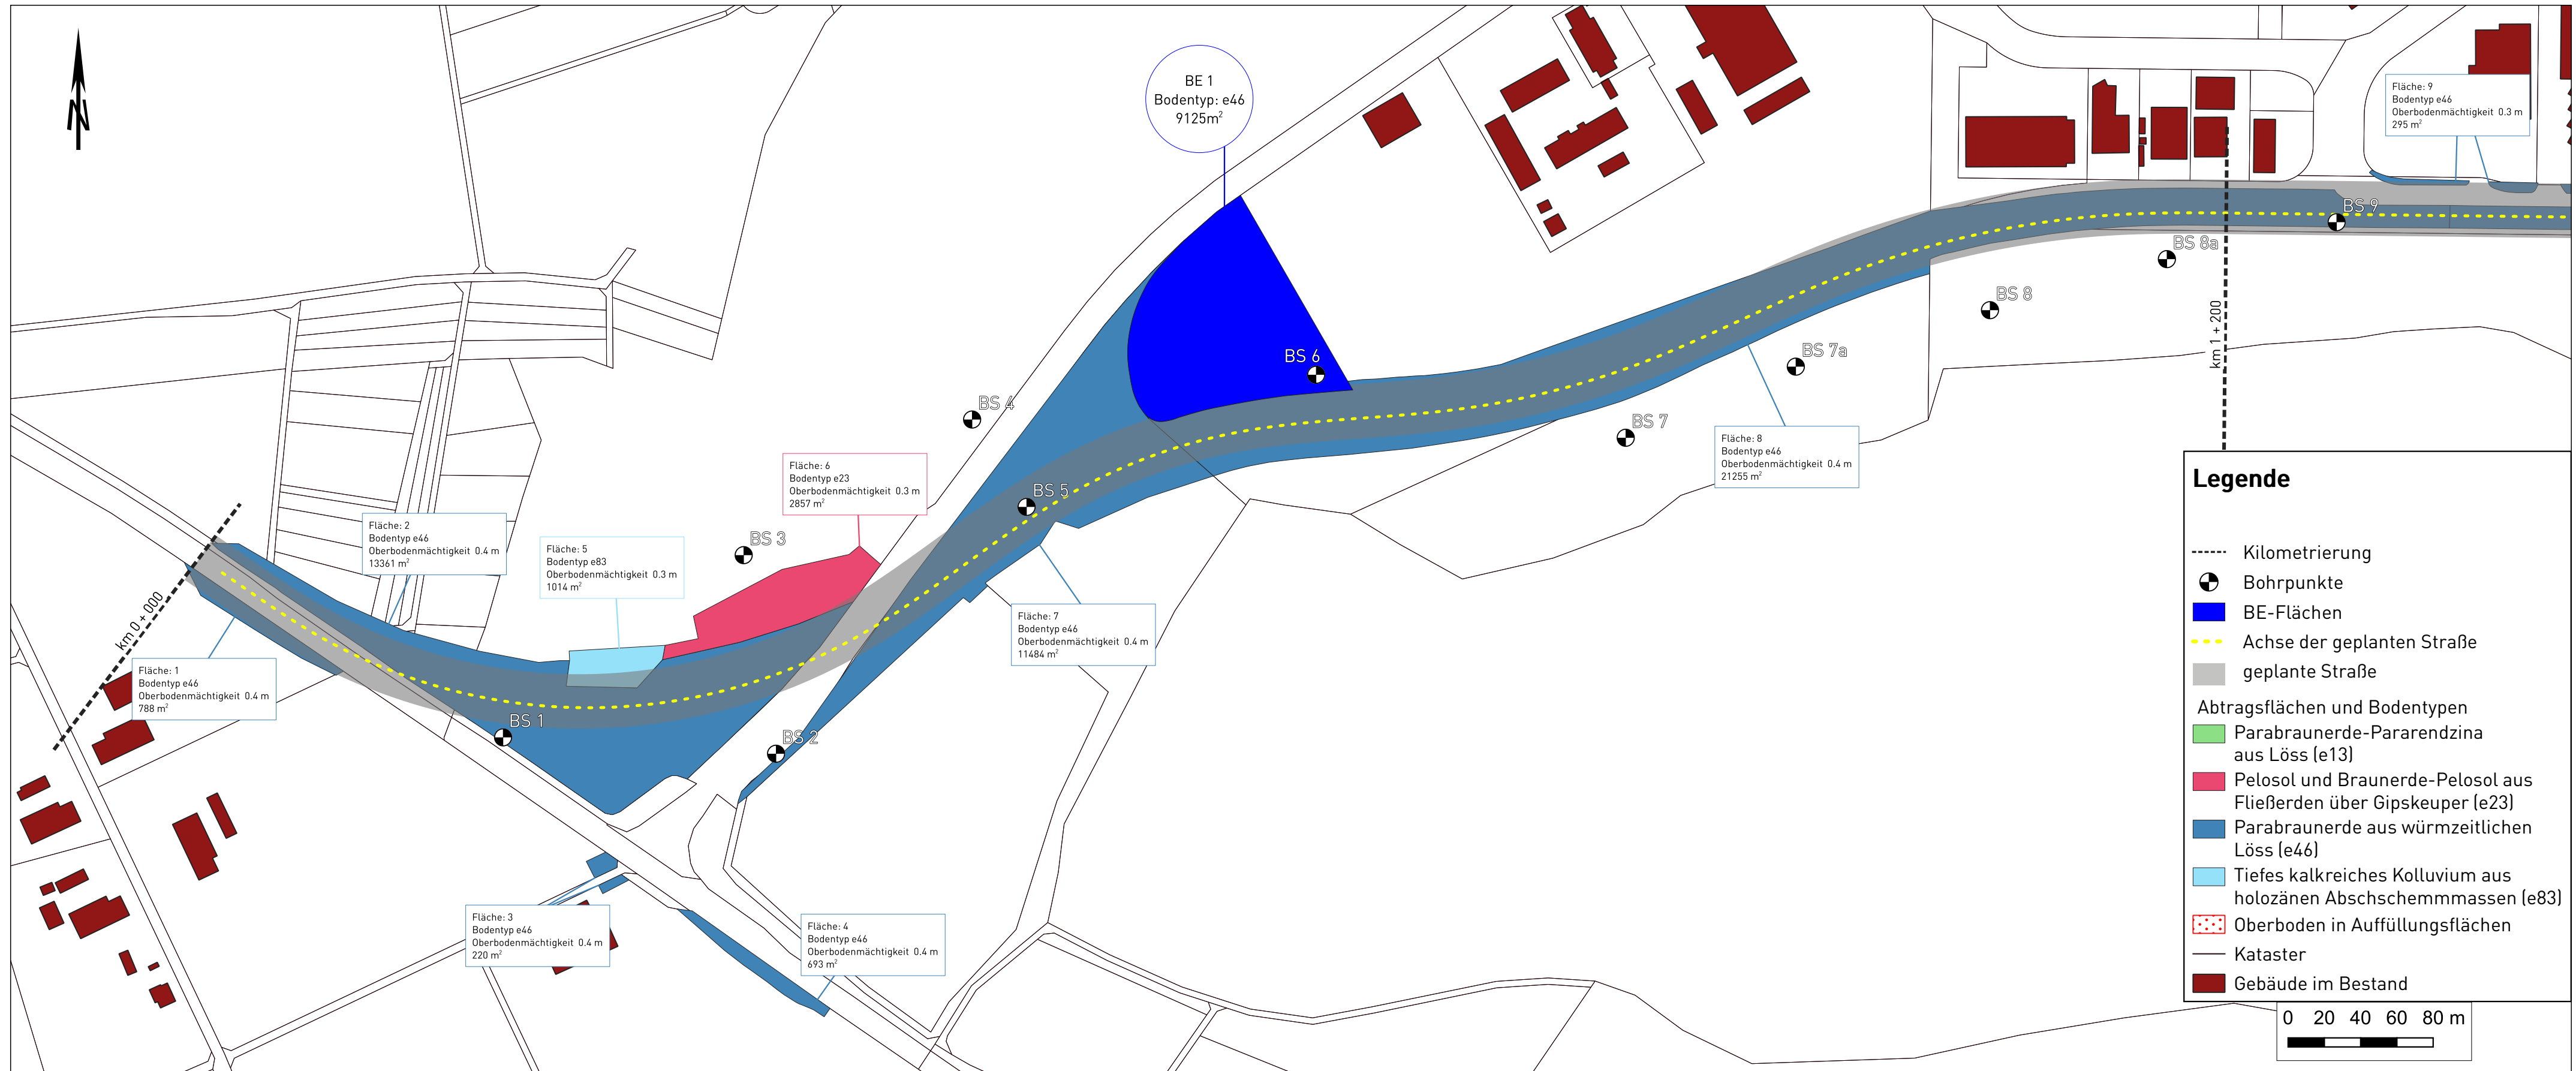 N
BE 1
Bodentyp: e46
9125m²
Fläche: 9
Bodentyp e46
Oberbodenmächtigkeit 0.3 m
295 m²
BS 9
BS 8a
BS 8
km 1 + 200
BS 6
BS 7a
BS 4
BS 7
Fläche: 8
Bodentyp e46
Oberbodenmächtigkeit 0.4 m
21255 m²
Fläche: 6
Bodentyp e23
Oberbodenmächtigkeit 0.3 m
2857 m²
BS 5
BS 3
Fläche: 2
Bodentyp e46
Oberbodenmächtigkeit 0.4 m
13361 m²
Fläche: 5
Bodentyp e83
Oberbodenmächtigkeit 0.3 m
1014 m²
km 0 + 000
Fläche: 7
Bodentyp e46
Oberbodenmächtigkeit 0.4 m
11484 m²
Fläche: 1
Bodentyp e46
Oberbodenmächtigkeit 0.4 m
788 m²
BS 1
BS 2
Fläche: 3
Bodentyp e46
Oberbodenmächtigkeit 0.4 m
220 m²
Fläche: 4
Bodentyp e46
Oberbodenmächtigkeit 0.4 m
693 m²
Legende
Kilometrierung
Bohrpunkte
BE-Flächen
Achse der geplanten Straße
geplante Straße
Abtragsflächen und Bodentypen
Parabraunerde-Pararendzina
aus Löss (e13)
Pelosol und Braunerde-Pelosol aus
Fließerden über Gipskeuper (e23)
Parabraunerde aus würmzeitlichen
Löss (e46)
Tiefes kalkreiches Kolluvium aus
holozänen Abschschemmmassen (e83)
Oberboden in Auffüllungsflächen
Kataster
Gebäude im Bestand
0 20 40 60 80 m